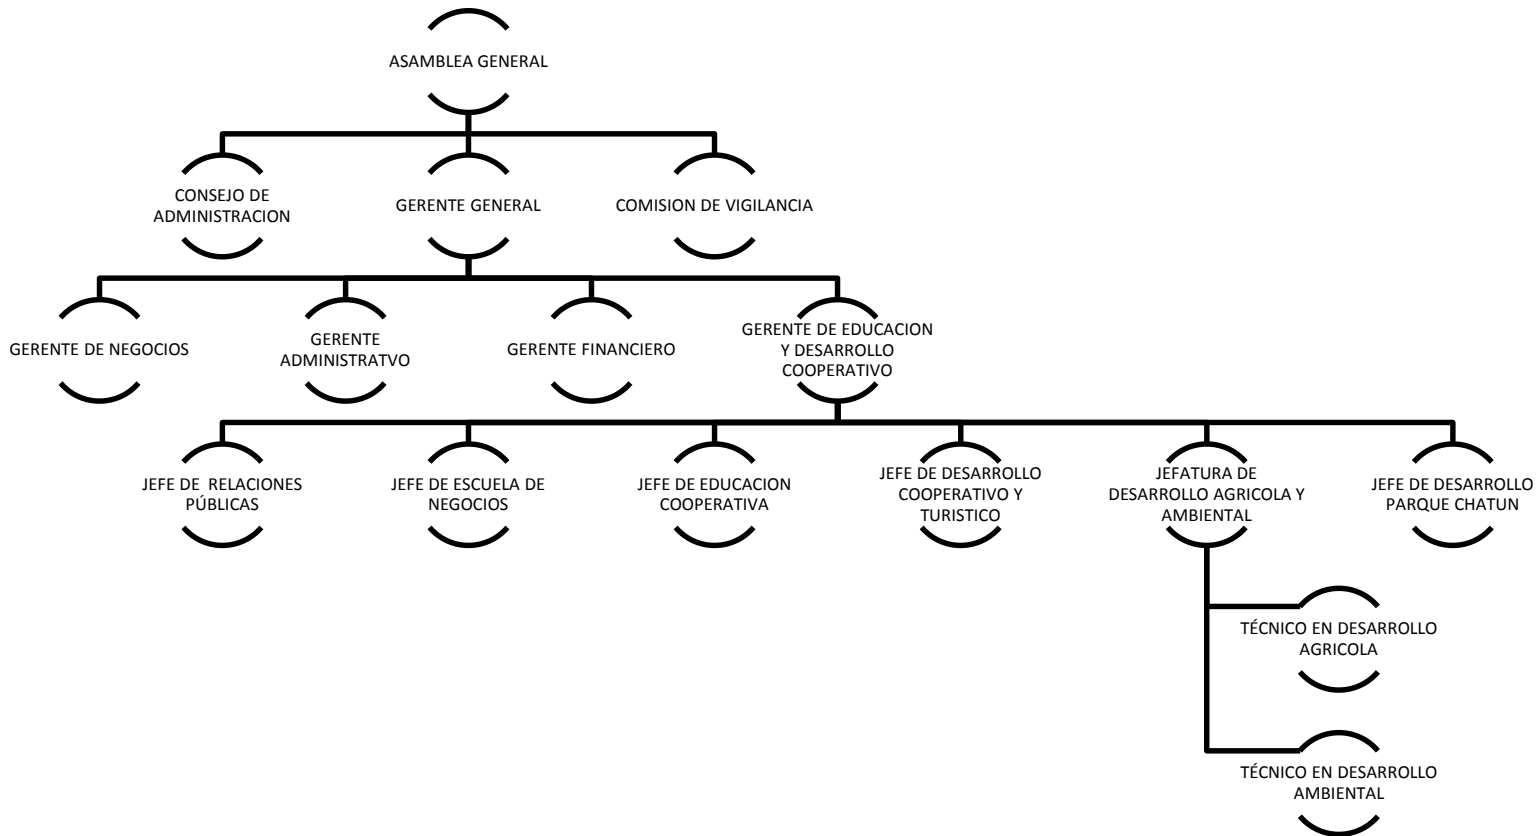 ASAMBLEA GENERAL
CONSEJO DE
ADMINISTRACION
GERENTE GENERAL
COMISION DE VIGILANCIA
GERENTE DE NEGOCIOS
GERENTE
ADMINISTRATVO
GERENTE FINANCIERO
GERENTE DE EDUCACION
Y DESARROLLO
COOPERATIVO
JEFE DE RELACIONES
PÚBLICAS
JEFE DE ESCUELA DE
NEGOCIOS
JEFE DE EDUCACION
COOPERATIVA
JEFE DE DESARROLLO
COOPERATIVO Y
TURISTICO
JEFATURA DE
DESARROLLO AGRICOLA Y
AMBIENTAL
JEFE DE DESARROLLO
PARQUE CHATUN
TÉCNICO EN DESARROLLO
AGRICOLA
TÉCNICO EN DESARROLLO
AMBIENTAL